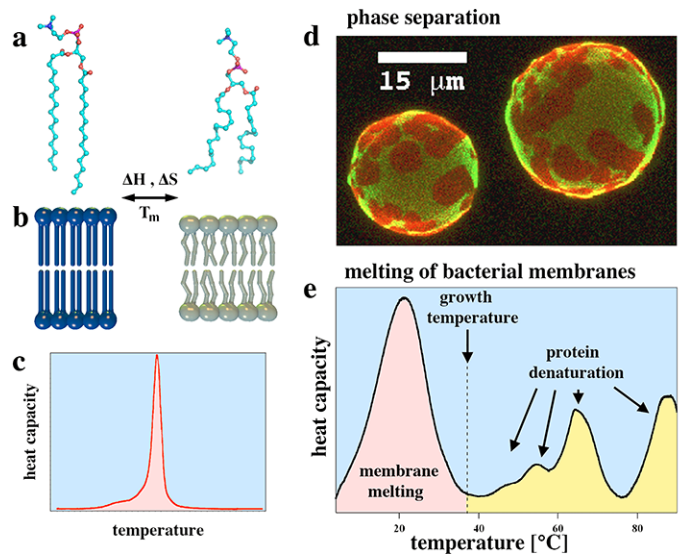 a
ΔH , ΔS
Tm
b
c
heat capacity
temperature
phase separation
d
15 μm
melting of bacterial membranes
e
growth
temperature
protein
denaturation
membrane
melting
heat capacity
20
40
60
80
temperature [°C]